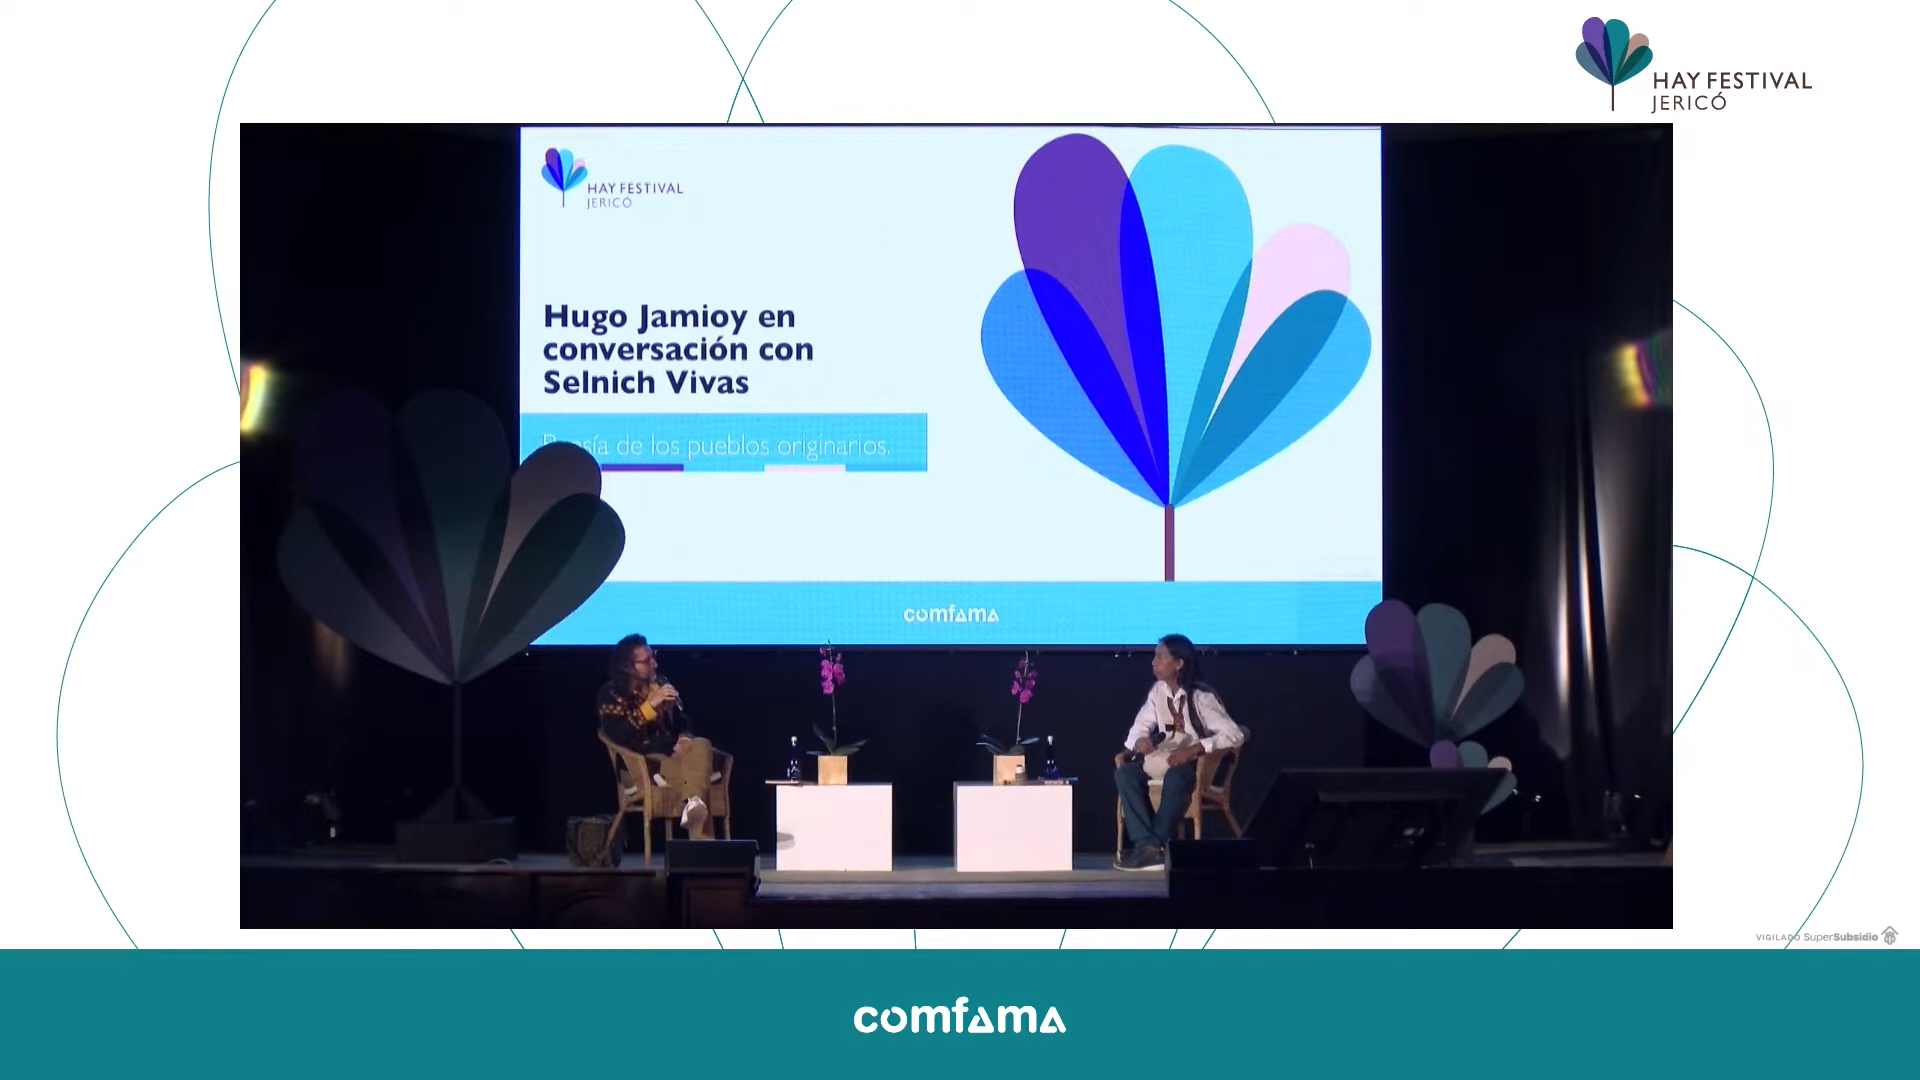 HAY FESTIVAL
JERICÓ
HAY FESTIVAL
JERICÓ
Hugo Jamioy en
conversación con
Selnich Vivas
de los pueblos originarios.
comfama
VIGILADO SuperSubsidio
comfama